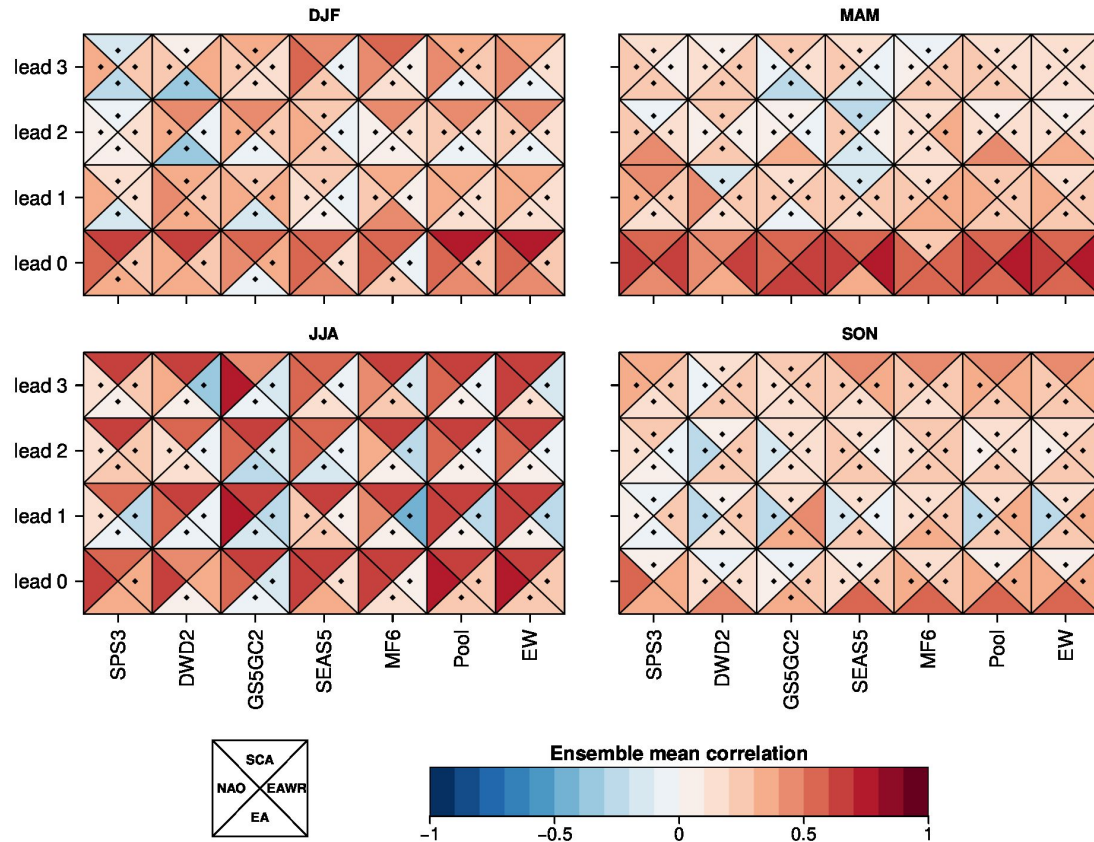 DJF
MAM
lead 3
lead 2
lead 1
lead 0
JJA
SON
lead 3
lead 2
lead 1
lead 0
SPS3
DWD2
GS5GC2
SEAS5
MF6
Pool
EW
SPS3
DWD2
GS5GC2
SEAS5
MF6
Pool
EW
SCA
NAO EAWR
EA
Ensemble mean correlation
−1 −0.5 0 0.5 1